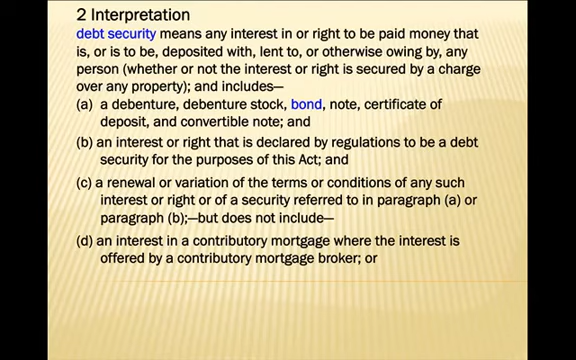 2 Interpretation
debt security means any interest in or right to be paid money that
is, or is to be, deposited with, lent to, or otherwise owing by, any
person (whether or not the interest or right is secured by a charge
over any property); and includes—
(a) a debenture, debenture stock, bond, note, certificate of
deposit, and convertible note; and
(b) an interest or right that is declared by regulations to be a debt
security for the purposes of this Act; and
(c) a renewal or variation of the terms or conditions of any such
interest or right or of a security referred to in paragraph (a) or
paragraph (b);—but does not include—
(d) an interest in a contributory mortgage where the interest is
offered by a contributory mortgage broker; or